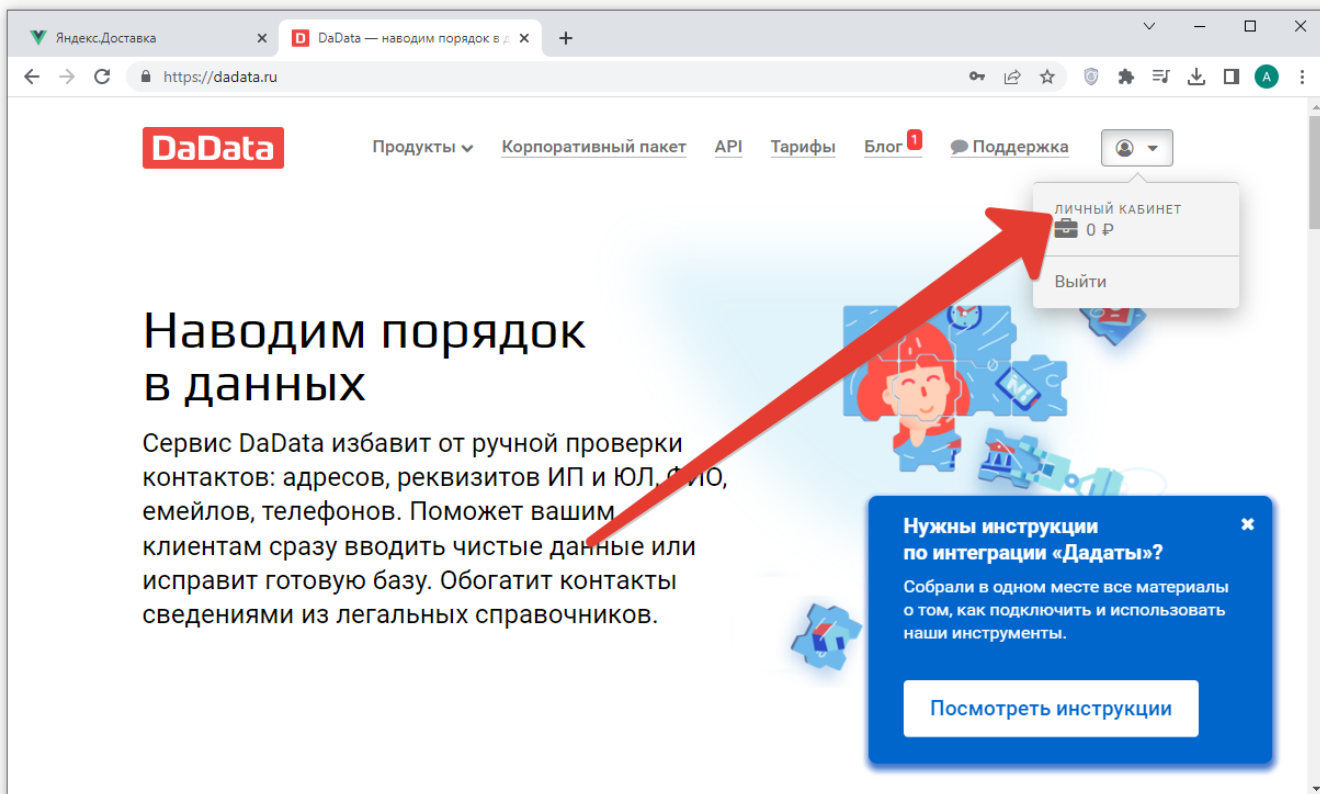 Яндекс.Доставка
DaData — наводим порядок в д
https://dadata.ru
A
DaData
Продукты
Корпоративный пакет
API
Тарифы
Блог 1
Поддержка
ЛИЧНЫЙ КАБИНЕТ
0 ₽
Выйти
Наводим порядок
в данных
Сервис DaData избавит от ручной проверки
контактов: адресов, реквизитов ИП и ЮЛ, ФИО,
емейлов, телефонов. Поможет вашим
клиентам сразу вводить чистые данные или
исправит готовую базу. Обогатит контакты
сведениями из легальных справочников.
Нужны инструкции
по интеграции «Дадаты»?
Собрали в одном месте все материалы
о том, как подключить и использовать
наши инструменты.
Посмотреть инструкции